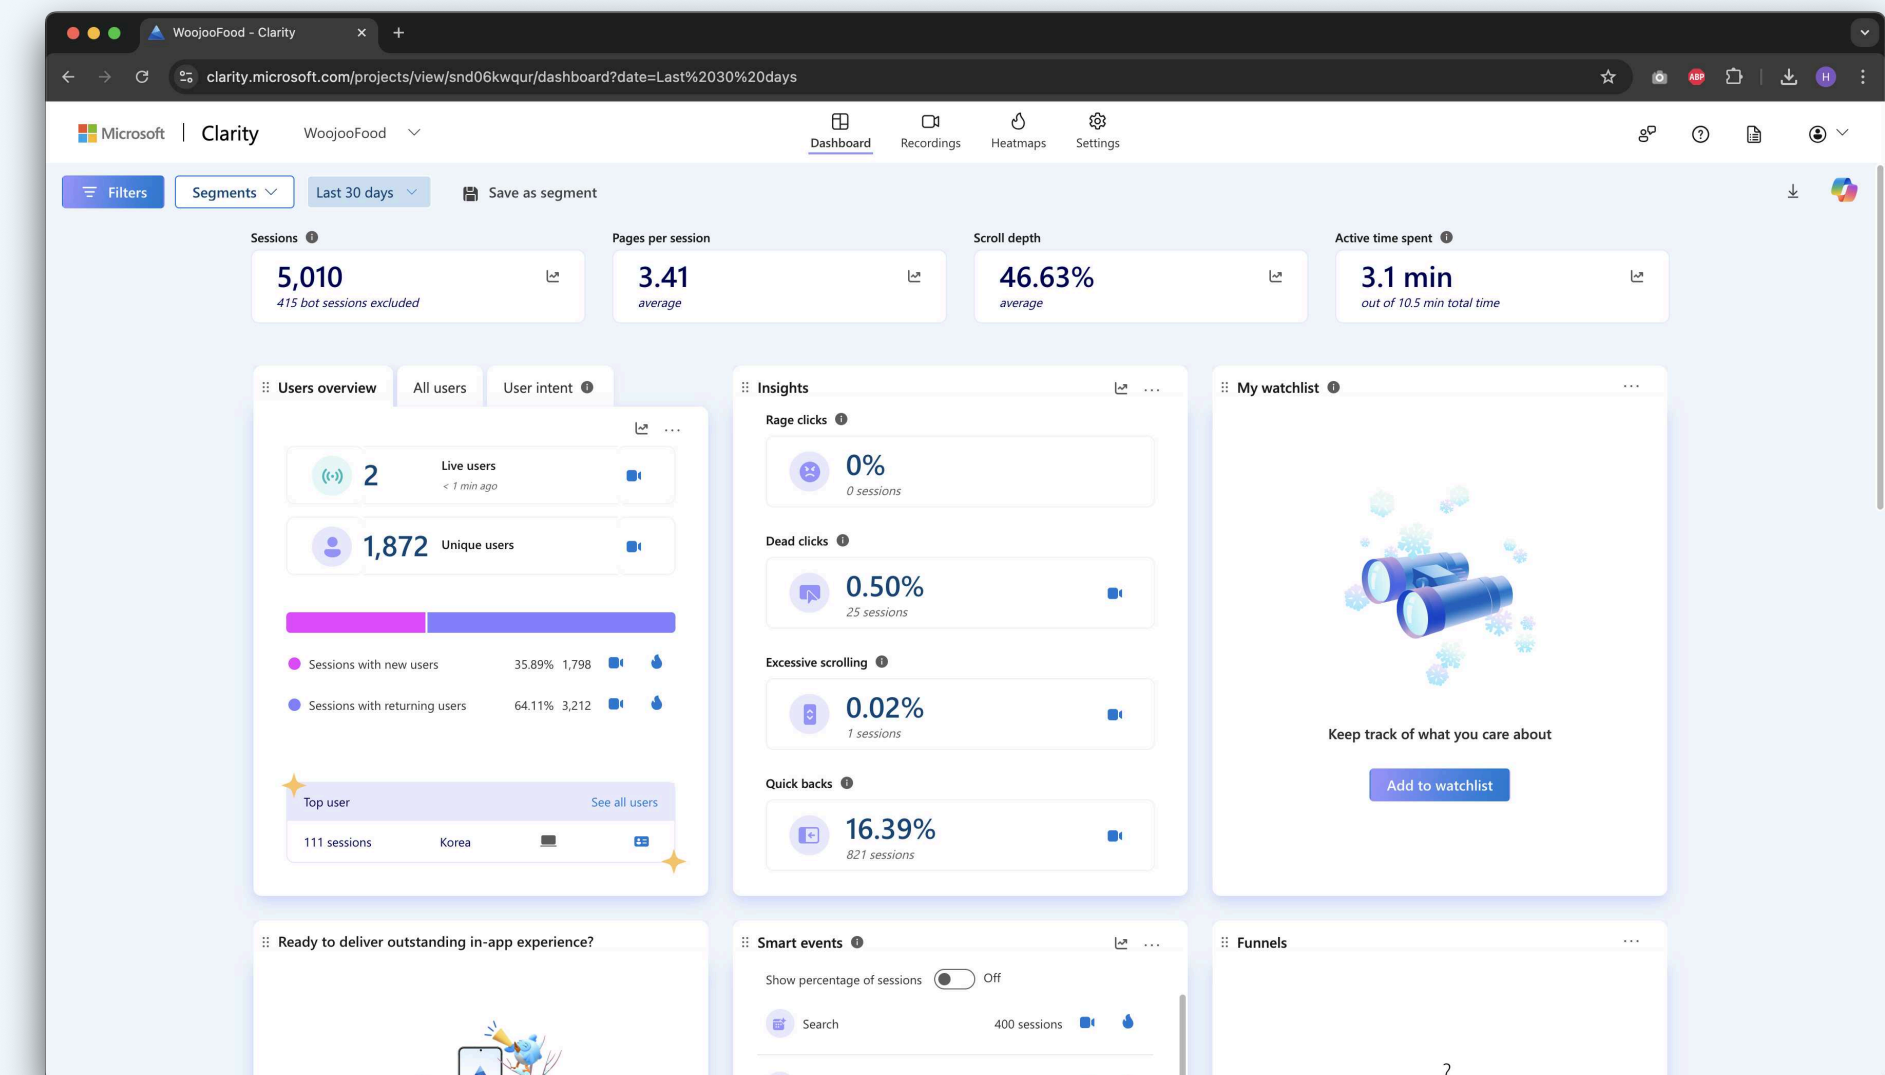 WoojooFood - Clarity
clarity.microsoft.com/projects/view/snd06kwqur/dashboard?date=Last%2030%20days
ABP
H
Microsoft | Clarity
WoojooFood
Dashboard
Recordings
Heatmaps
Settings
Filters
Segments
Last 30 days
Save as segment
Sessions
5,010
415 bot sessions excluded
Pages per session
3.41
average
Scroll depth
46.63%
average
Active time spent
3.1 min
out of 10.5 min total time
Users overview
All users
User intent
2
Live users
< 1 min ago
1,872
Unique users
Sessions with new users 35.89% 1,798
Sessions with returning users 64.11% 3,212
Top user
See all users
111 sessions
Korea
Insights
Rage clicks
0%
0 sessions
Dead clicks
0.50%
25 sessions
Excessive scrolling
0.02%
1 sessions
Quick backs
16.39%
821 sessions
My watchlist
Keep track of what you care about
Add to watchlist
Ready to deliver outstanding in-app experience?
Smart events
Show percentage of sessions
Off
Search
400 sessions
Funnels
?